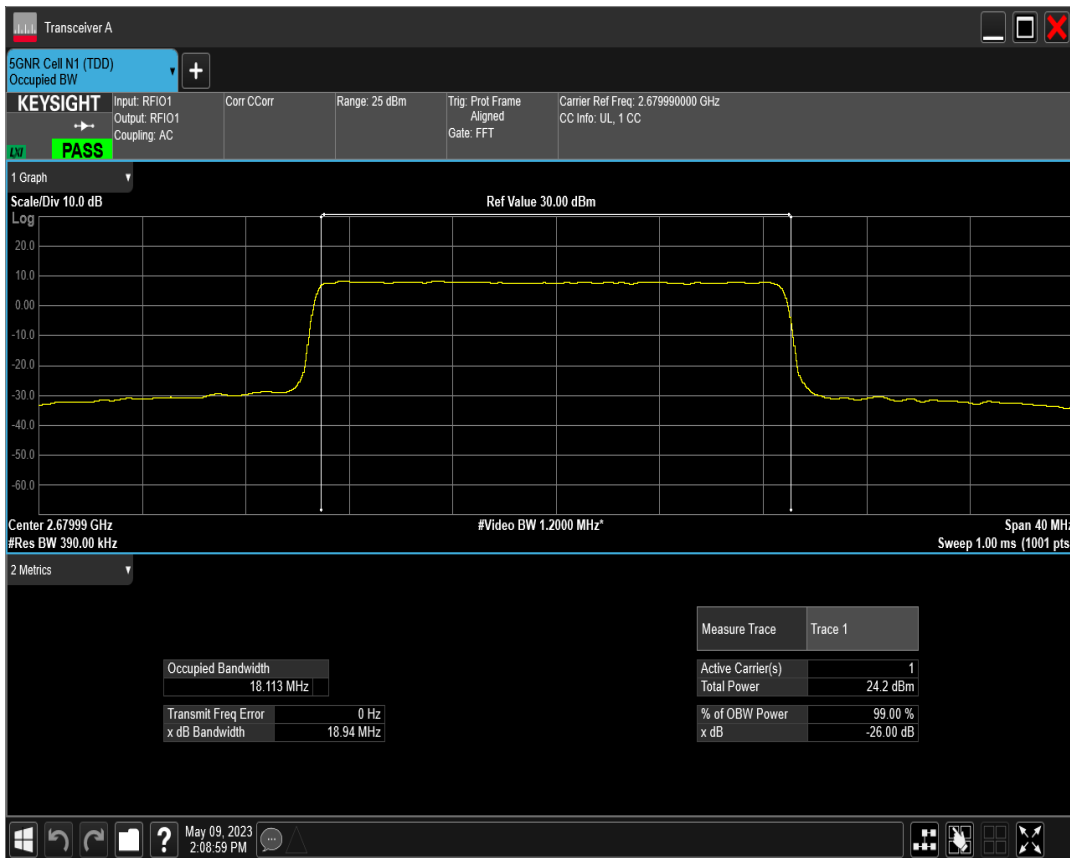 Transceiver A
5GNR Cell N1 (TDD)
Occupied BW
+
KEYSIGHT
LXI
PASS
Input: RFIO1
Output: RFIO1
Coupling: AC
Corr CCorr
Range: 25 dBm
Trig: Prot Frame
Aligned
Gate: FFT
Carrier Ref Freq: 2.679990000 GHz
CC Info: UL, 1 CC
1 Graph
Scale/Div 10.0 dB
Ref Value 30.00 dBm
Log
20.0
10.0
0.00
-10.0
-20.0
-30.0
-40.0
-50.0
-60.0
Center 2.67999 GHz
#Video BW 1.2000 MHz*
Span 40 MHz
#Res BW 390.00 kHz
Sweep 1.00 ms (1001 pts
2 Metrics
Measure Trace Trace 1
Occupied Bandwidth
18.113 MHz
Active Carrier(s) 1
Total Power 24.2 dBm
Transmit Freq Error 0 Hz
x dB Bandwidth 18.94 MHz
% of OBW Power 99.00 %
x dB -26.00 dB
?
May 09, 2023
2:08:59 PM